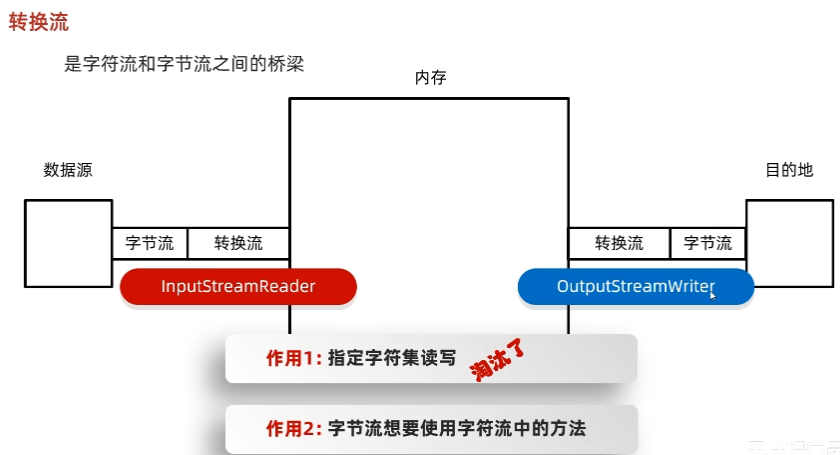 转换流
是字符流和字节流之间的桥梁
内存
数据源
目的地
字节流
转换流
转换流
字节流
InputStreamReader
OutputStreamWriter
作用1：指定字符集读写
淘汰了
作用2：字节流想要使用字符流中的方法